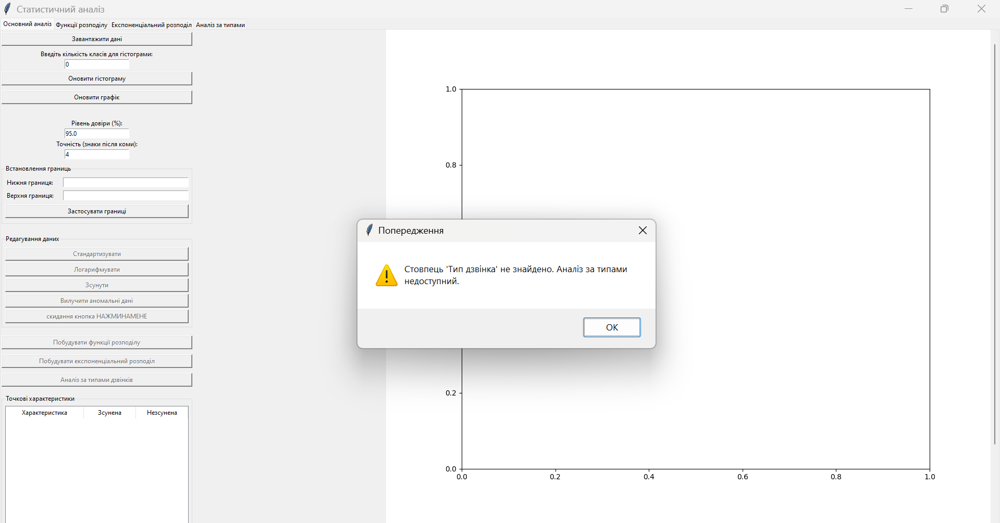 Статистичний аналіз
Основний аналіз Функції розподілу Експоненціальний розподіл Аналіз за типами
Завантажити дані
Введіть кількість класів для гістограми:
0
Оновити гістограму
Оновити графік
Рівень довіри (%):
95.0
Точність (знаки після коми):
4
Встановлення границь
Нижня границя:
Верхня границя:
Застосувати границі
Редагування даних
Стандартизувати
Логарифмувати
Зсунути
Вилучити аномальні дані
скидання кнопка НАЖМИНАМЕНЕ
Побудувати функції розподілу
Побудувати експоненціальний розподіл
Аналіз за типами дзвінків
Точкові характеристики
Характеристика Зсунена Незсунена
1.0
0.8
0.2
0.0
0.0 0.2 0.4 0.6 0.8 1.0
Попередження
Стовпець 'Тип дзвінка' не знайдено. Аналіз за типами
недоступний.
OK